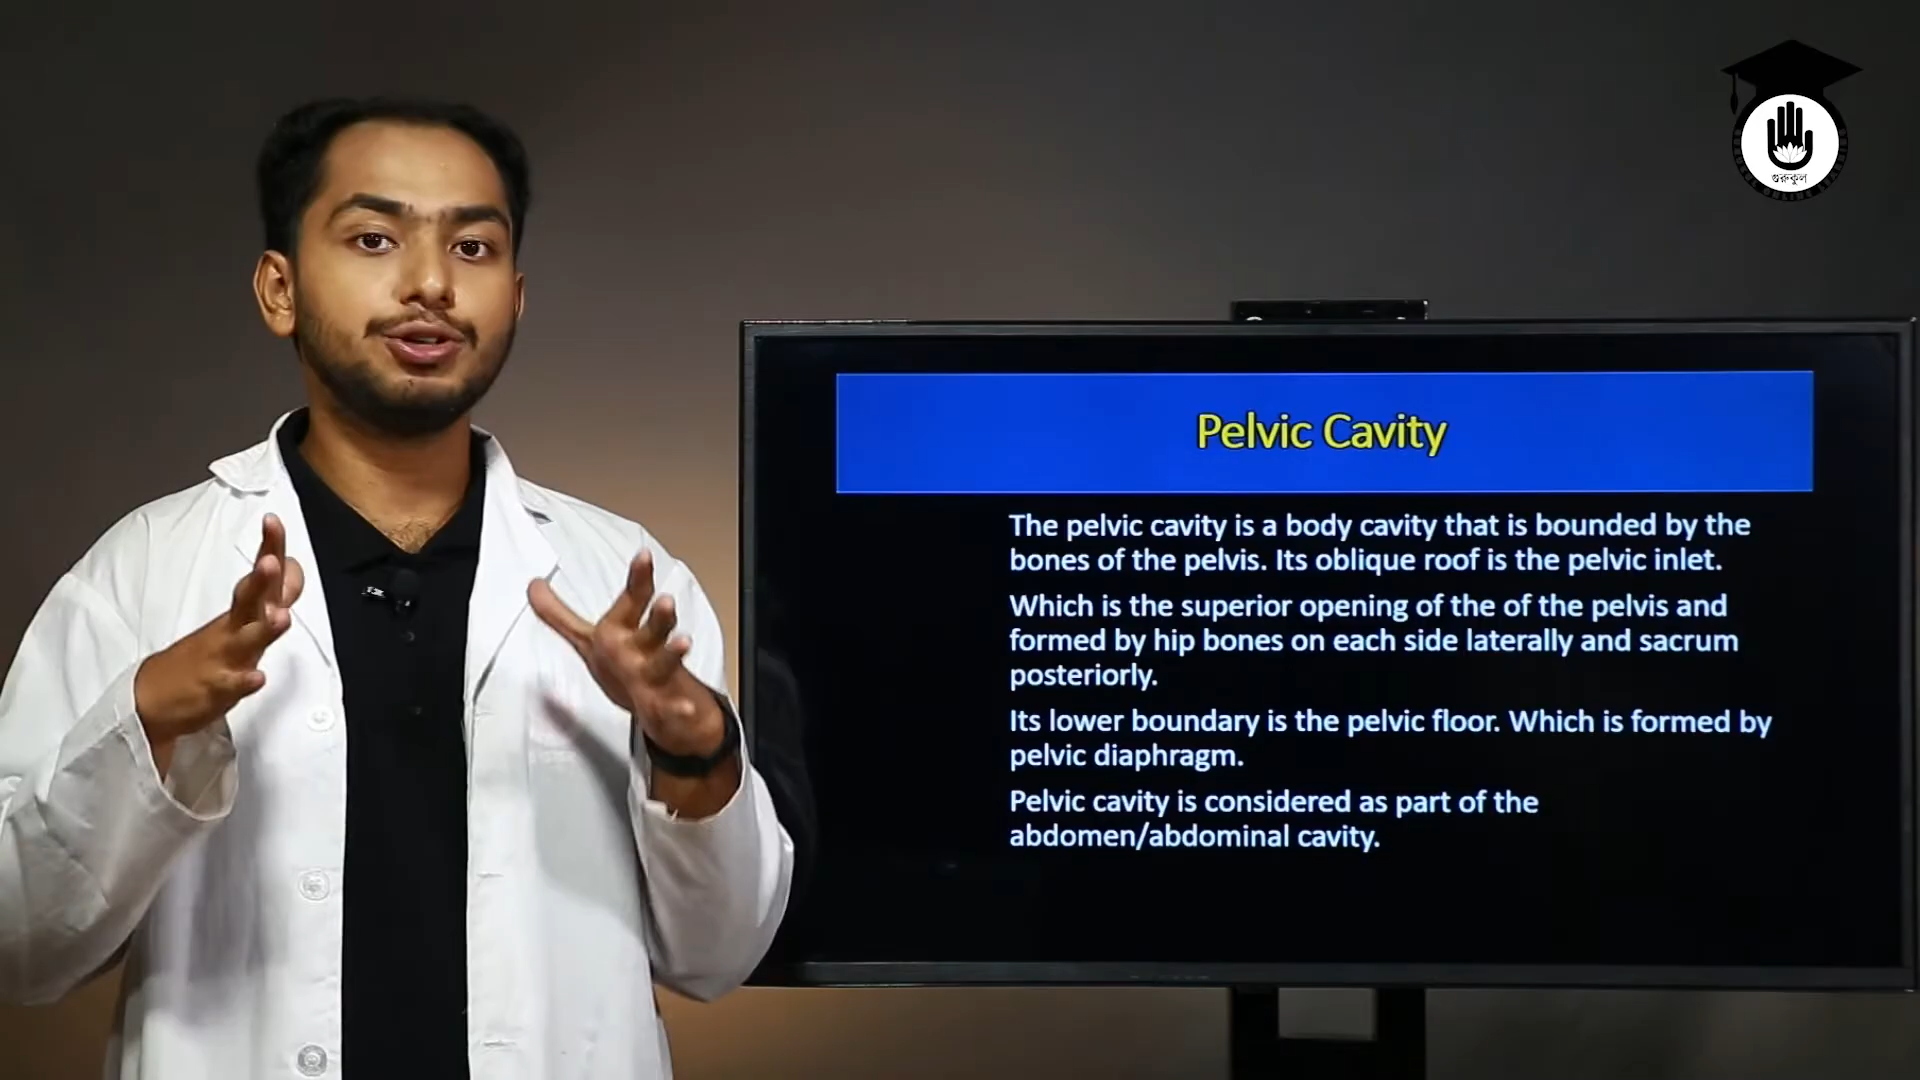 গুরুকুল
Pelvic Cavity
The pelvic cavity is a body cavity that is bounded by the
bones of the pelvis. Its oblique roof is the pelvic inlet.
Which is the superior opening of the of the pelvis and
formed by hip bones on each side laterally and sacrum
posteriorly.
Its lower boundary is the pelvic floor. Which is formed by
pelvic diaphragm.
Pelvic cavity is considered as part of the
abdomen/abdominal cavity.